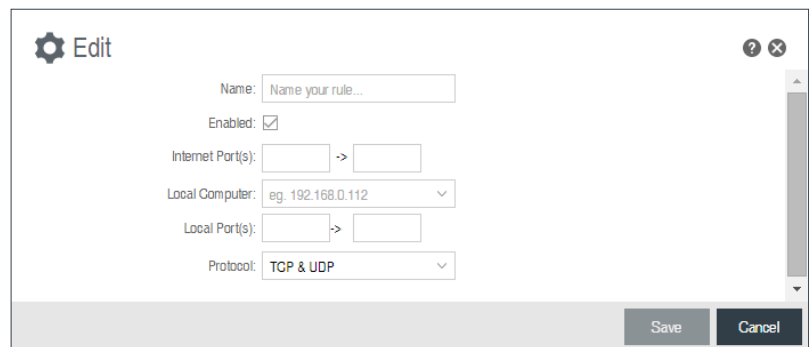 Edit
Name: Name your rule...
Enabled:
Internet Port(s): ->
Local Computer: eg. 192.168.0.112
Local Port(s): ->
Protocol: TCP & UDP
Save Cancel